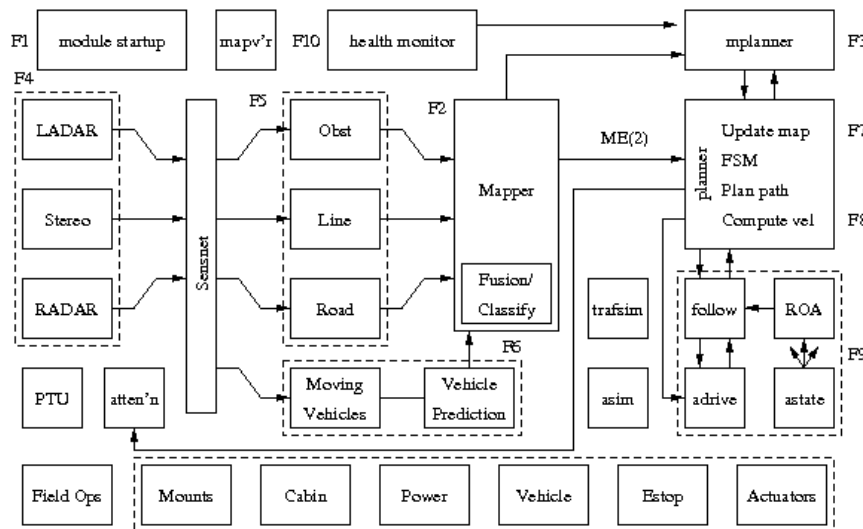 F1
module startup
mapv'r
F10
health monitor
mplanner
F3
F4
LADAR
Stereo
RADAR
Sensnet
F5
Obst
Line
Road
F2
Mapper
Fusion/
Classify
ME(2)
planner
Update map
FSM
Plan path
Compute vel
F7
F8
trafsim
follow
ROA
F9
F6
PTU
atten'n
Moving
Vehicles
Vehicle
Prediction
asim
adrive
astate
Field Ops
Mounts
Cabin
Power
Vehicle
Estop
Actuators